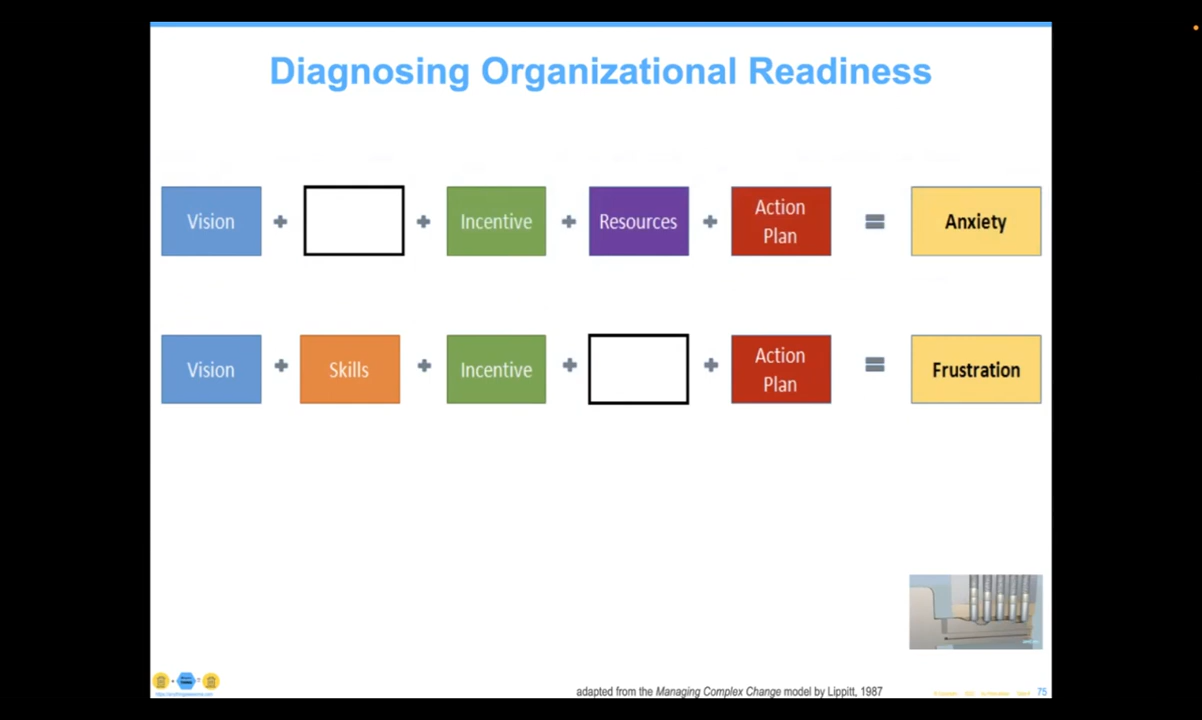 Diagnosing Organizational Readiness
Vision
Incentive
Resources
Action
Plan
Anxiety
Vision
Skills
Incentive
Action
Plan
Frustration
adapted from the Managing Complex Change model by Lippitt, 1987
75